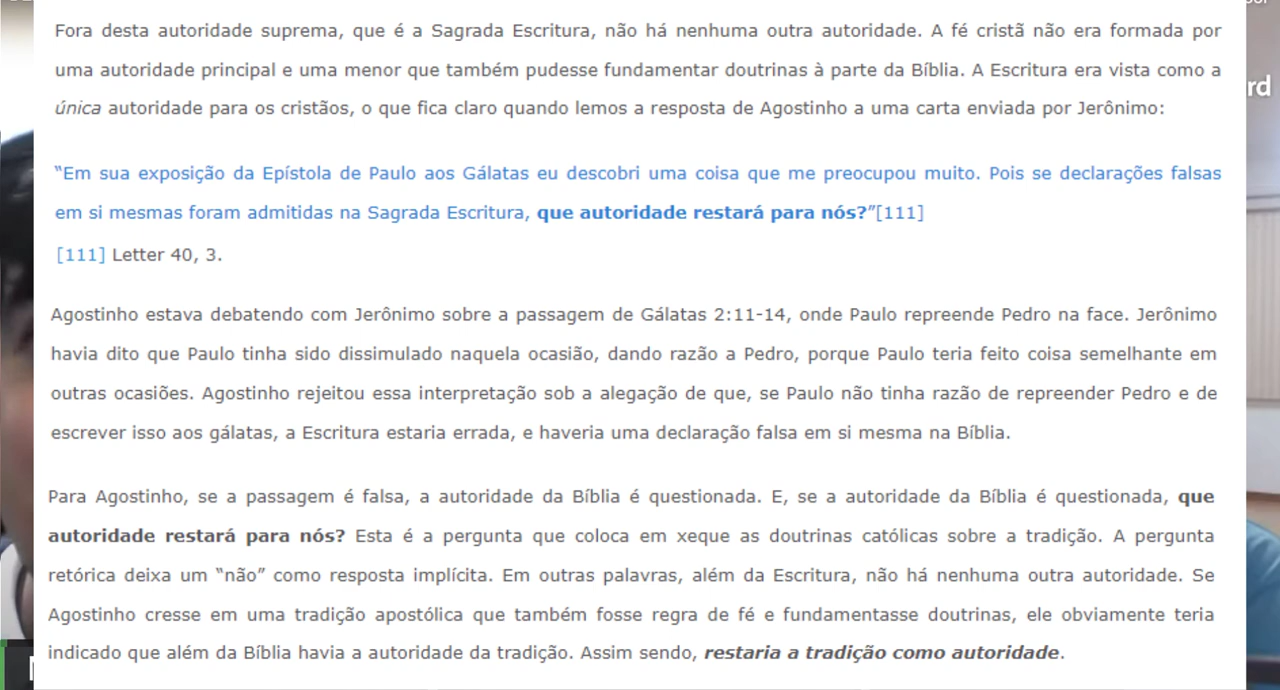 Fora desta autoridade suprema, que é a Sagrada Escritura, não há nenhuma outra autoridade. A fé cristã não era formada por
uma autoridade principal e uma menor que também pudesse fundamentar doutrinas à parte da Bíblia. A Escritura era vista como a
única autoridade para os cristãos, o que fica claro quando lemos a resposta de Agostinho a uma carta enviada por Jerônimo:
rd
“Em sua exposição da Epístola de Paulo aos Gálatas eu descobri uma coisa que me preocupou muito. Pois se declarações falsas
em si mesmas foram admitidas na Sagrada Escritura, que autoridade restará para nós?”[111]
[111] Letter 40, 3.
Agostinho estava debatendo com Jerônimo sobre a passagem de Gálatas 2:11-14, onde Paulo repreende Pedro na face. Jerônimo
havia dito que Paulo tinha sido dissimulado naquela ocasião, dando razão a Pedro, porque Paulo teria feito coisa semelhante em
outras ocasiões. Agostinho rejeitou essa interpretação sob a alegação de que, se Paulo não tinha razão de repreender Pedro e de
escrever isso aos gálatas, a Escritura estaria errada, e haveria uma declaração falsa em si mesma na Bíblia.
Para Agostinho, se a passagem é falsa, a autoridade da Bíblia é questionada. E, se a autoridade da Bíblia é questionada, que
autoridade restará para nós? Esta é a pergunta que coloca em xeque as doutrinas católicas sobre a tradição. A pergunta
retórica deixa um “não” como resposta implícita. Em outras palavras, além da Escritura, não há nenhuma outra autoridade. Se
Agostinho cresse em uma tradição apostólica que também fosse regra de fé e fundamentasse doutrinas, ele obviamente teria
indicado que além da Bíblia havia a autoridade da tradição. Assim sendo, restaria a tradição como autoridade.